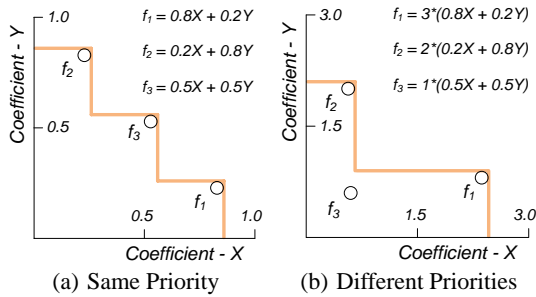 1.0
f₁ = 0.8X + 0.2Y
f₂ = 0.2X + 0.8Y
f₃ = 0.5X + 0.5Y
f₂
0.5
f₃
f₁
0.5
1.0
Coefficient - Y
Coefficient - X
(a) Same Priority
3.0
f₁ = 3*(0.8X + 0.2Y)
f₂ = 2*(0.2X + 0.8Y)
f₃ = 1*(0.5X + 0.5Y)
f₂
1.5
f₁
f₃
1.5
3.0
Coefficient - Y
Coefficient - X
(b) Different Priorities